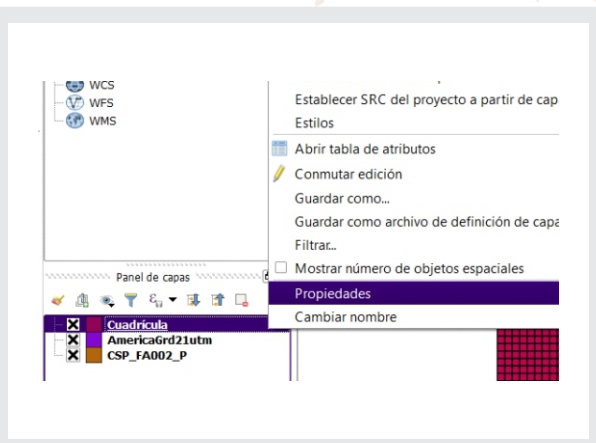 WCS
WFS
WMS
Establecer SRC del proyecto a partir de cap
Estilos
Abrir tabla de atributos
Conmutar edición
Guardar como...
Guardar como archivo de definición de capa
Filtrar...
Mostrar número de objetos espaciales
Propiedades
Cambiar nombre
Panel de capas
Cuadrícula
AmericaGrd21utm
CSP_FA002_P